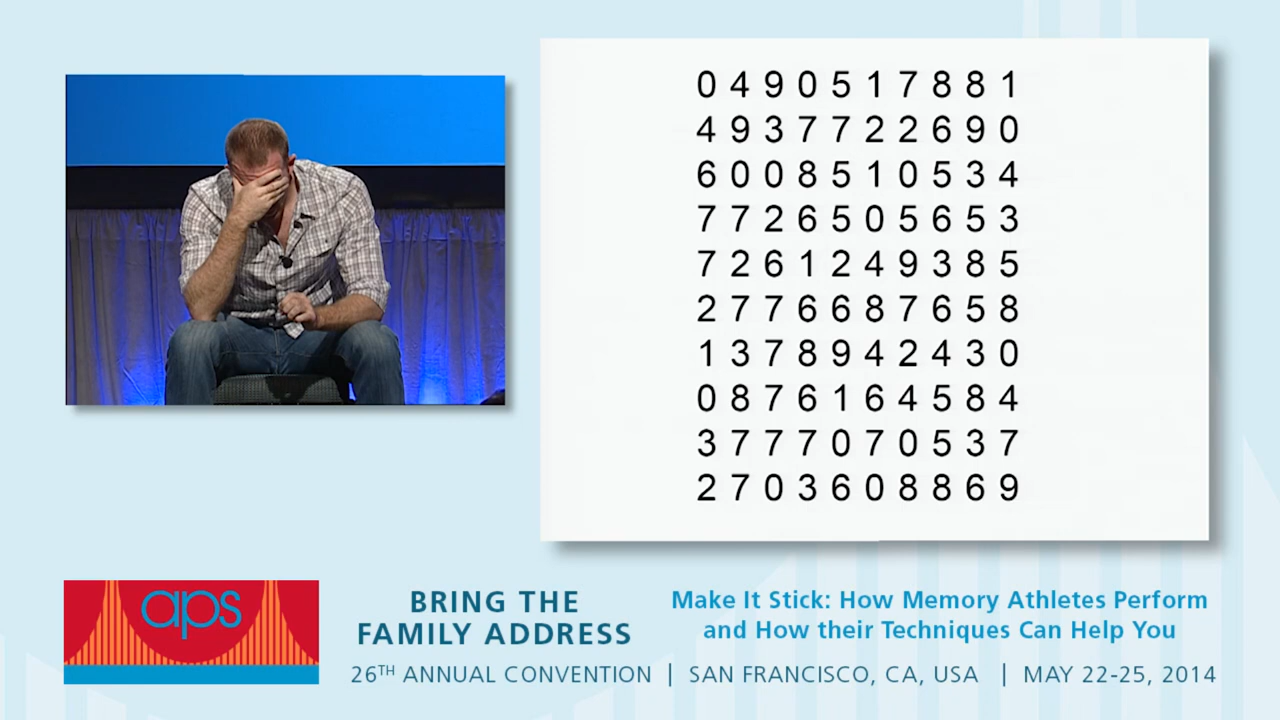 0 4 9 0 5 1 7 8 8 1
4 9 3 7 7 2 2 6 9 0
6 0 0 8 5 1 0 5 3 4
7 7 2 6 5 0 5 6 5 3
7 2 6 1 2 4 9 3 8 5
2 7 7 6 6 8 7 6 5 8
1 3 7 8 9 4 2 4 3 0
0 8 7 6 1 6 4 5 8 4
3 7 7 7 0 7 0 5 3 7
2 7 0 3 6 0 8 8 6 9
aps
BRING THE
FAMILY ADDRESS
Make It Stick: How Memory Athletes Perform
and How their Techniques Can Help You
26TH ANNUAL CONVENTION | SAN FRANCISCO, CA, USA | MAY 22-25, 2014